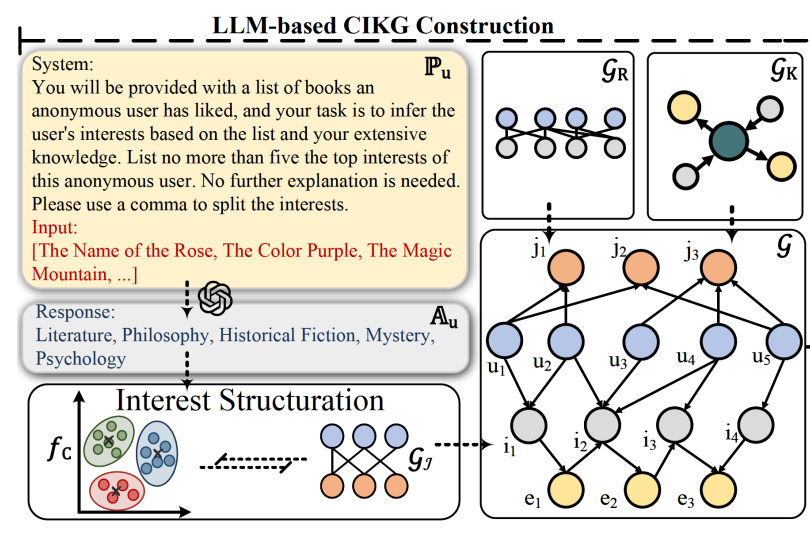 LLM-based CIKG Construction
System:
ℙu
You will be provided with a list of books an
anonymous user has liked, and your task is to infer the
user's interests based on the list and your extensive
knowledge. List no more than five the top interests of
this anonymous user. No further explanation is needed.
Please use a comma to split the interests.
Input:
[The Name of the Rose, The Color Purple, The Magic
Mountain, ...]
Response:
𝔸u
Literature, Philosophy, Historical Fiction, Mystery,
Psychology
Interest Structuration
fC
𝒢ℐ
𝒢R
𝒢K
𝒢
j1 j2 j3
u1 u2 u3 u4 u5
i1 i2 i3 i4
e1 e2 e3